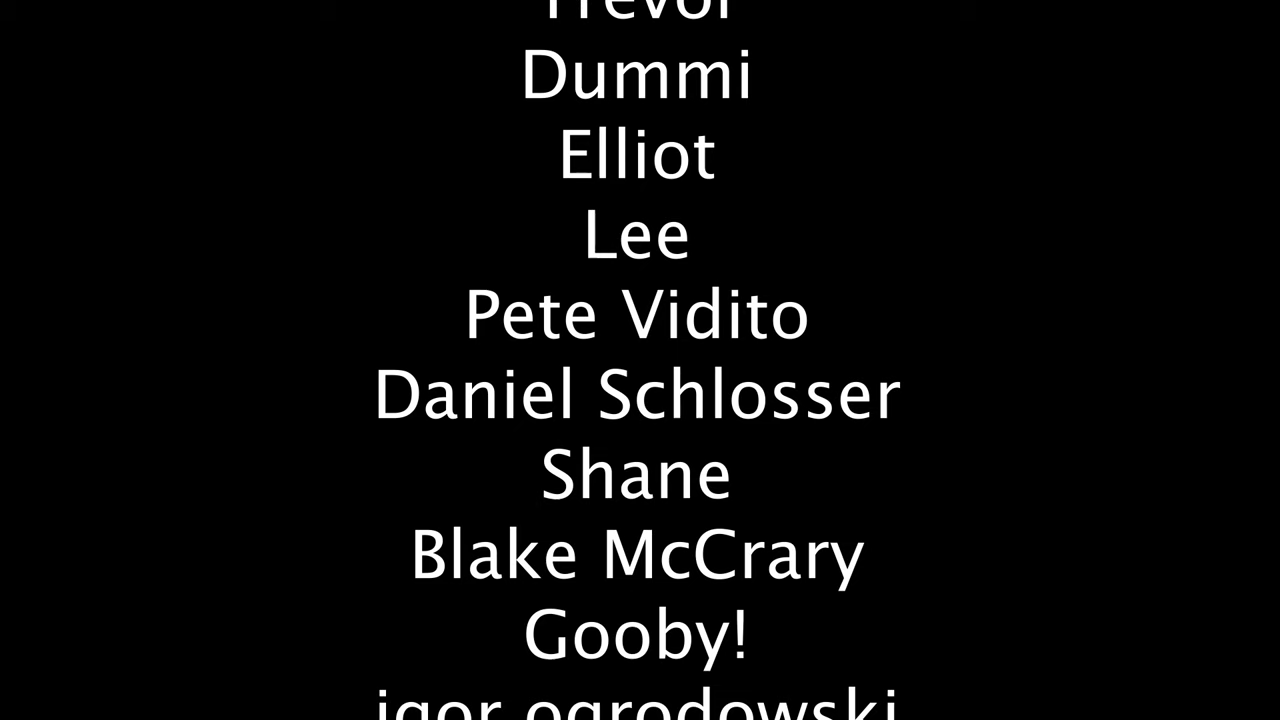 Trevor
Dummi
Elliot
Lee
Pete Vidito
Daniel Schlosser
Shane
Blake McCrary
Gooby!
igor ogrodowski